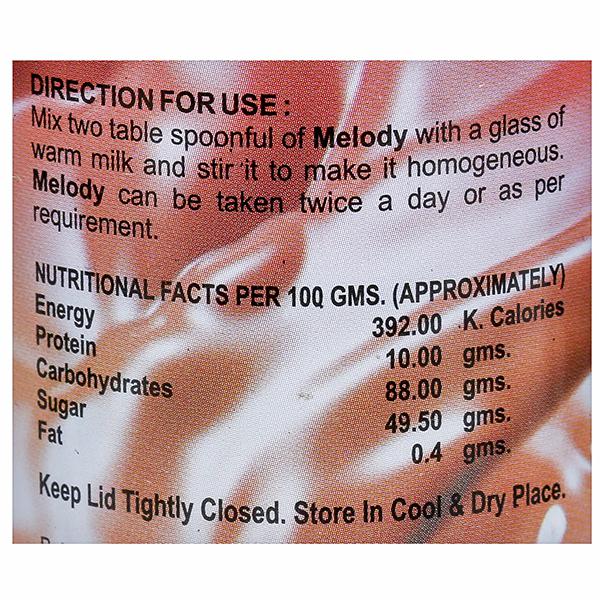 DIRECTION FOR USE :
Mix two table spoonful of Melody with a glass of
warm milk and stir it to make it homogeneous.
Melody can be taken twice a day or as per
requirement.
NUTRITIONAL FACTS PER 100 GMS. (APPROXIMATELY)
Energy 392.00 K. Calories
Protein 10.00 gms.
Carbohydrates 88.00 gms.
Sugar 49.50 gms.
Fat 0.4 gms.
Keep Lid Tightly Closed. Store In Cool & Dry Place.